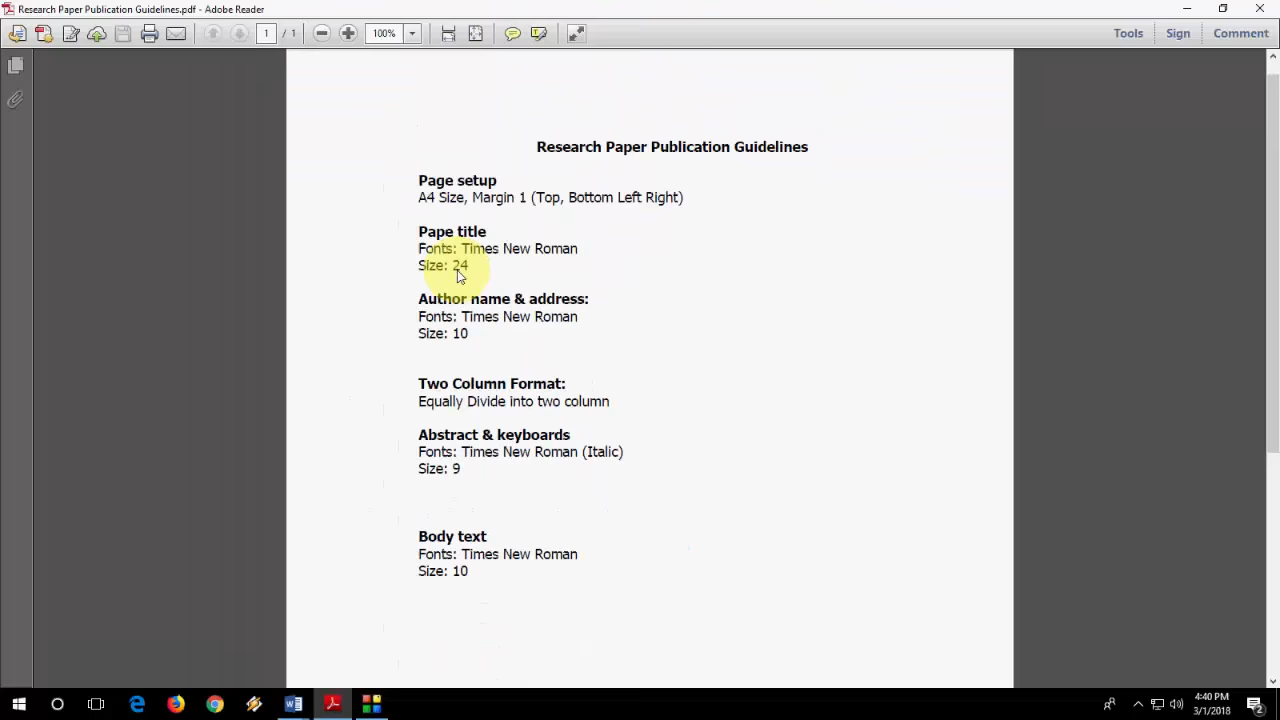 Research Paper Publication Guidelines.pdf - Adobe Reader
1 / 1
100%
Tools Sign Comment
Research Paper Publication Guidelines
Page setup
A4 Size, Margin 1 (Top, Bottom Left Right)
Pape title
Fonts: Times New Roman
Size: 24
Author name & address:
Fonts: Times New Roman
Size: 10
Two Column Format:
Equally Divide into two column
Abstract & keyboards
Fonts: Times New Roman (Italic)
Size: 9
Body text
Fonts: Times New Roman
Size: 10
4:40 PM
3/1/2018
2